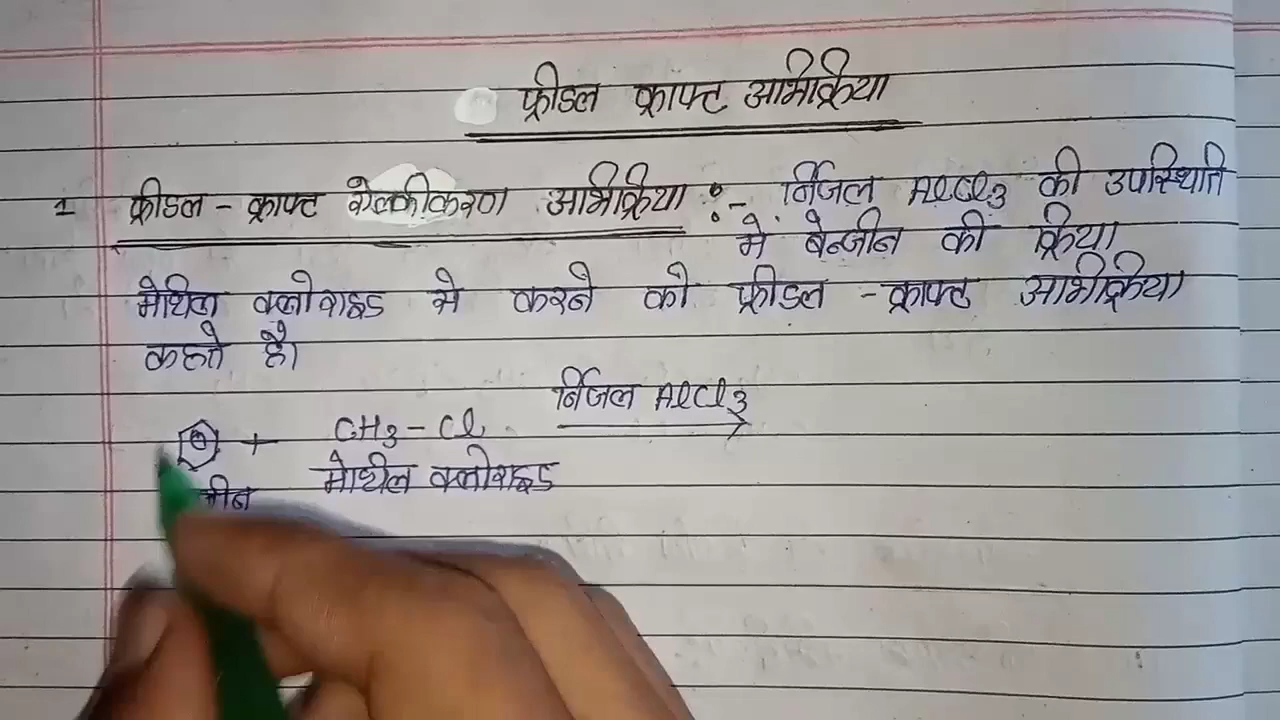 फ्रीडल क्राफ्ट अभिक्रिया
1 फ्रीडल - क्राफ्ट ऐल्कीकरण अभिक्रिया :- निर्जल AlCl3 की उपस्थिति
मे बेन्जीन की क्रिया
मेथिल क्लोराइड से करने को फ्रीडल - क्राफ्ट अभिक्रिया
कहते है।
निर्जल AlCl3
+ CH3 - Cl
मेथिल क्लोराइड